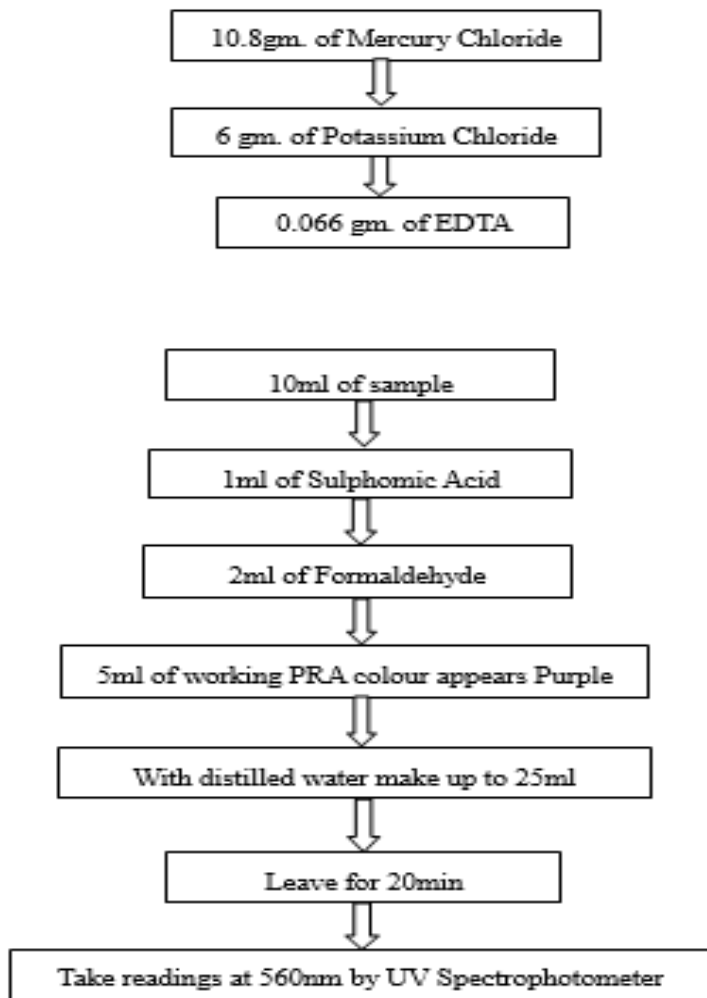 10.8gm. of Mercury Chloride
6 gm. of Potassium Chloride
0.066 gm. of EDTA
10ml of sample
1ml of Sulphomic Acid
2ml of Formaldehyde
5ml of working PRA colour appears Purple
With distilled water make up to 25ml
Leave for 20min
Take readings at 560nm by UV Spectrophotometer